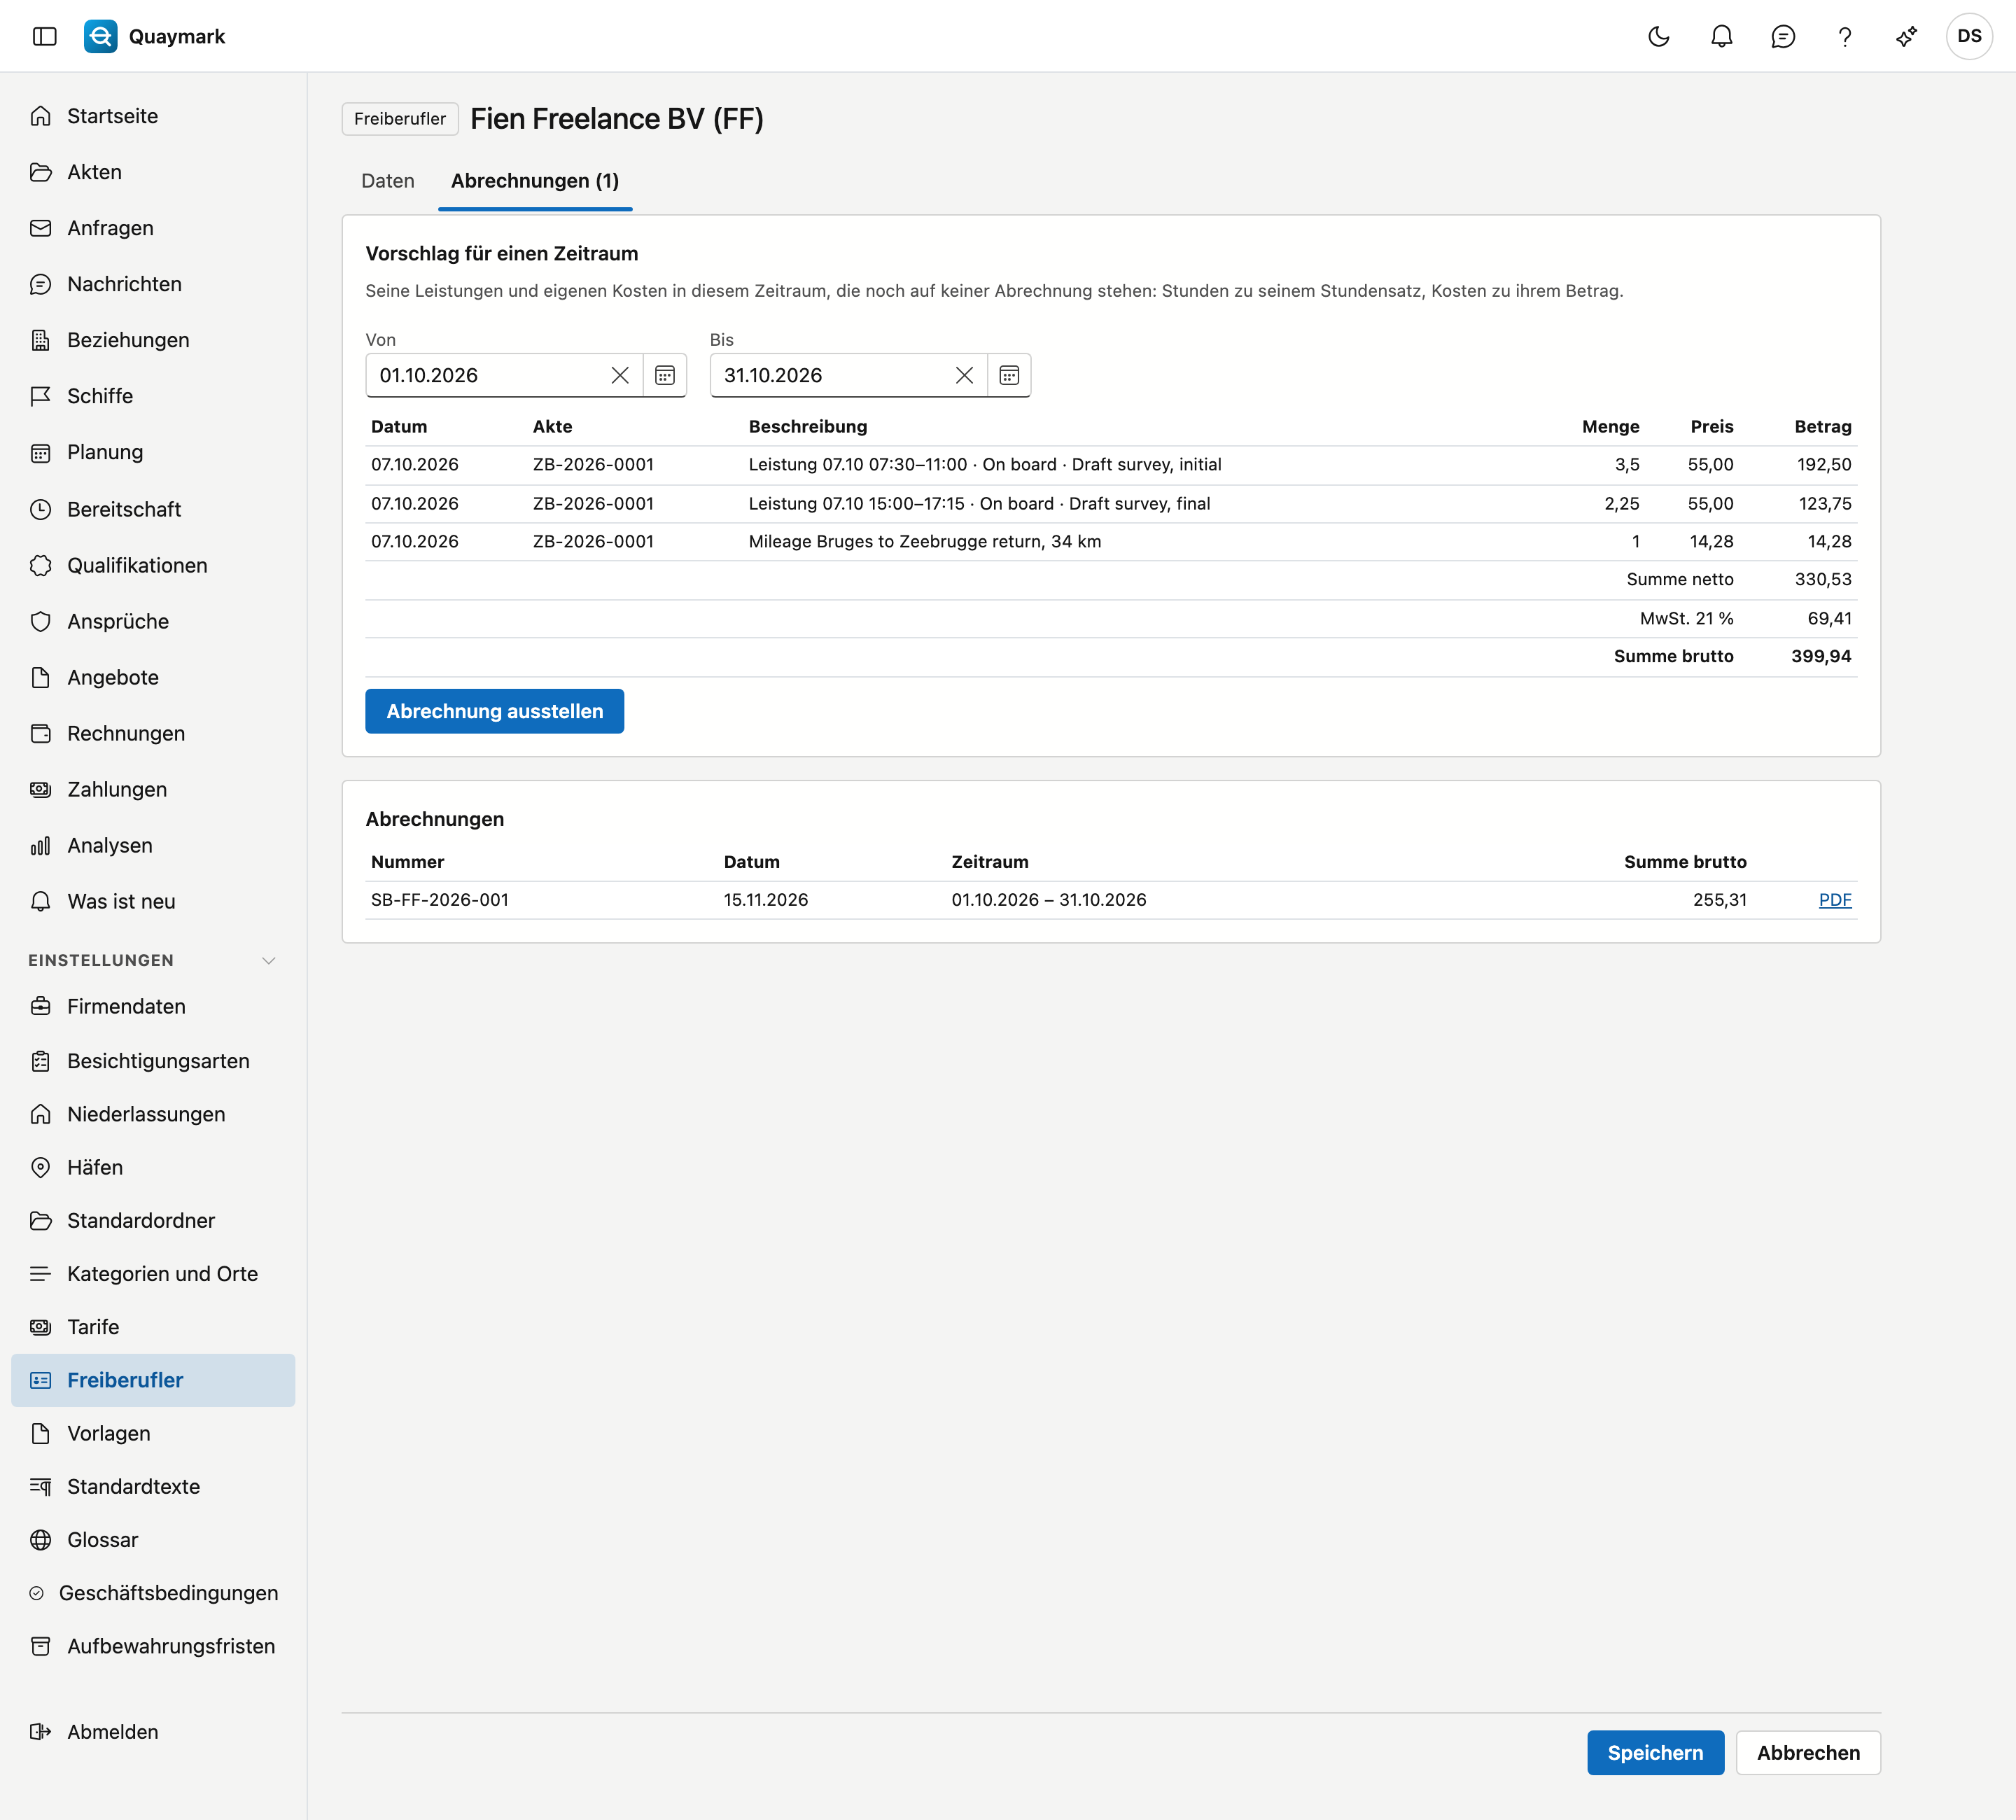 Quaymark
DS
Startseite
Akten
Anfragen
Nachrichten
Beziehungen
Schiffe
Planung
Bereitschaft
Qualifikationen
Ansprüche
Angebote
Rechnungen
Zahlungen
Analysen
Was ist neu
EINSTELLUNGEN
Firmendaten
Besichtigungsarten
Niederlassungen
Häfen
Standardordner
Kategorien und Orte
Tarife
Freiberufler
Vorlagen
Standardtexte
Glossar
Geschäftsbedingungen
Aufbewahrungsfristen
Abmelden
Freiberufler Fien Freelance BV (FF)
Daten Abrechnungen (1)
Vorschlag für einen Zeitraum
Seine Leistungen und eigenen Kosten in diesem Zeitraum, die noch auf keiner Abrechnung stehen: Stunden zu seinem Stundensatz, Kosten zu ihrem Betrag.
Von Bis
01.10.2026 31.10.2026
Datum Akte Beschreibung Menge Preis Betrag
07.10.2026 ZB-2026-0001 Leistung 07.10 07:30–11:00 · On board · Draft survey, initial 3,5 55,00 192,50
07.10.2026 ZB-2026-0001 Leistung 07.10 15:00–17:15 · On board · Draft survey, final 2,25 55,00 123,75
07.10.2026 ZB-2026-0001 Mileage Bruges to Zeebrugge return, 34 km 1 14,28 14,28
Summe netto 330,53
MwSt. 21 % 69,41
Summe brutto 399,94
Abrechnung ausstellen
Abrechnungen
Nummer Datum Zeitraum Summe brutto
SB-FF-2026-001 15.11.2026 01.10.2026 – 31.10.2026 255,31 PDF
Speichern Abbrechen